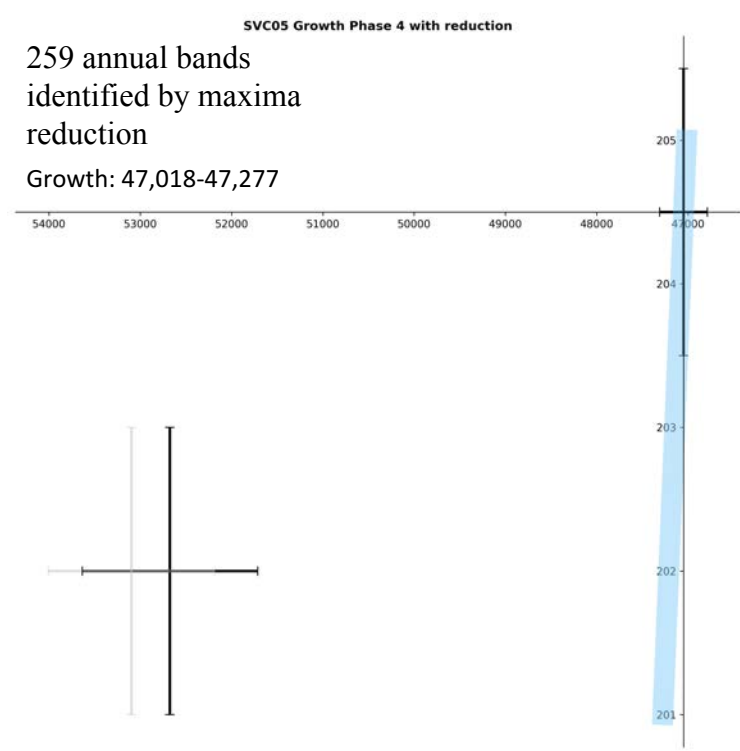 SVC05 Growth Phase 4 with reduction
259 annual bands
identified by maxima
reduction
Growth: 47,018-47,277
205
54000 53000 52000 51000 50000 49000 48000 47000
204
203
202
201